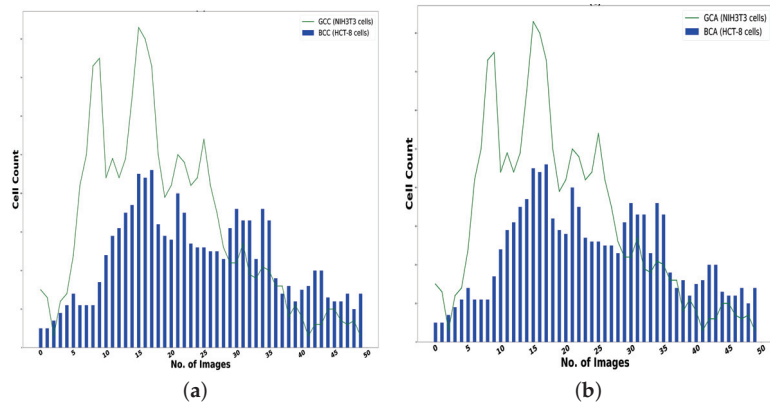 GCC (NIH3T3 cells)
BCC (HCT-8 cells)
Cell Count
0 5 10 15 20 25 30 35 40 45 50
No. of Images
(a)
GCA (NIH3T3 cells)
BCA (HCT-8 cells)
Cell Count
0 5 10 15 20 25 30 35 40 45 50
No. of Images
(b)